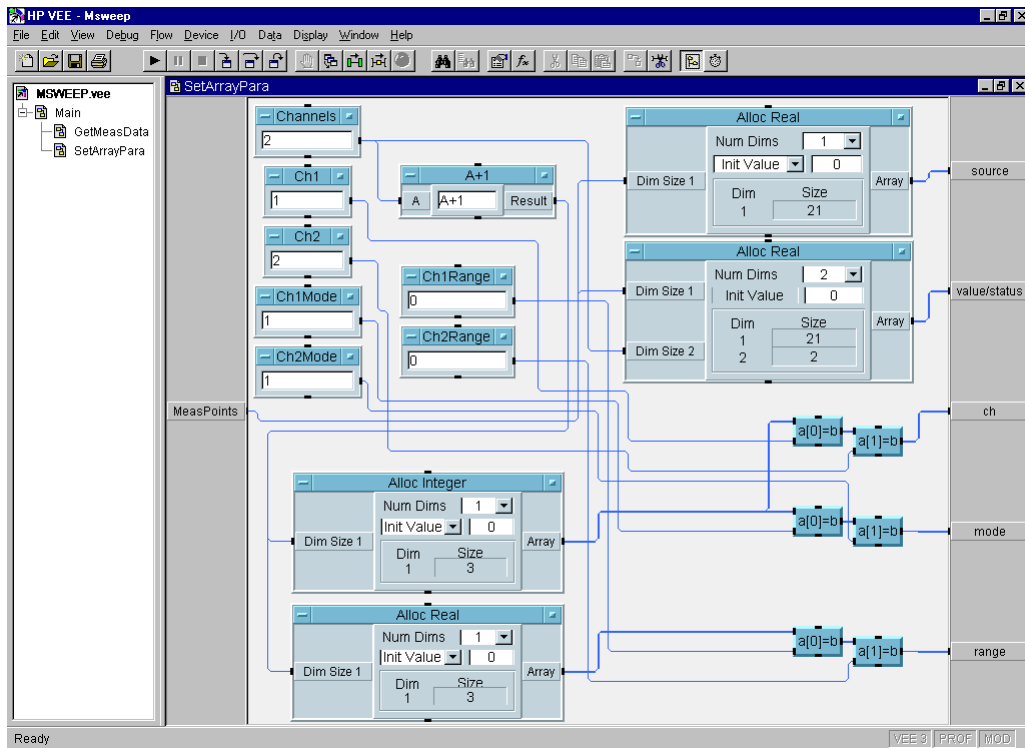 HP VEE - Msweep
File Edit View Debug Flow Device I/O Data Display Window Help
MSWEEP.vee
Main
GetMeasData
SetArrayPara
SetArrayPara
Channels
2
Ch1
1
Ch2
2
Ch1Mode
1
Ch2Mode
1
A+1
A A+1 Result
Ch1Range
0
Ch2Range
0
Alloc Real
Num Dims 1
Init Value 0
Dim Size 1
Dim Size
1 21
Array
source
Alloc Real
Num Dims 2
Init Value 0
Dim Size 1
Dim Size 2
Dim Size
1 21
2 2
Array
value/status
MeasPoints
a[0]=b
a[1]=b
ch
Alloc Integer
Num Dims 1
Init Value 0
Dim Size 1
Dim Size
1 3
Array
a[0]=b
a[1]=b
mode
Alloc Real
Num Dims 1
Init Value 0
Dim Size 1
Dim Size
1 3
Array
a[0]=b
a[1]=b
range
Ready
VEE 3 PROF MOD